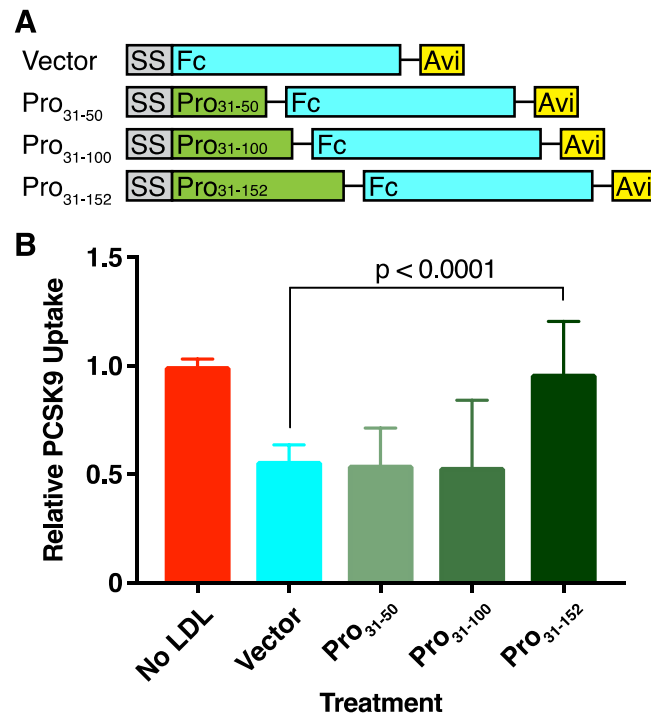 A
Vector SS Fc Avi
Pro31-50 SS Pro31-50 Fc Avi
Pro31-100 SS Pro31-100 Fc Avi
Pro31-152 SS Pro31-152 Fc Avi
B
1.5
p < 0.0001
1.0
0.5
0
Relative PCSK9 Uptake
No LDL Vector Pro31-50 Pro31-100 Pro31-152
Treatment